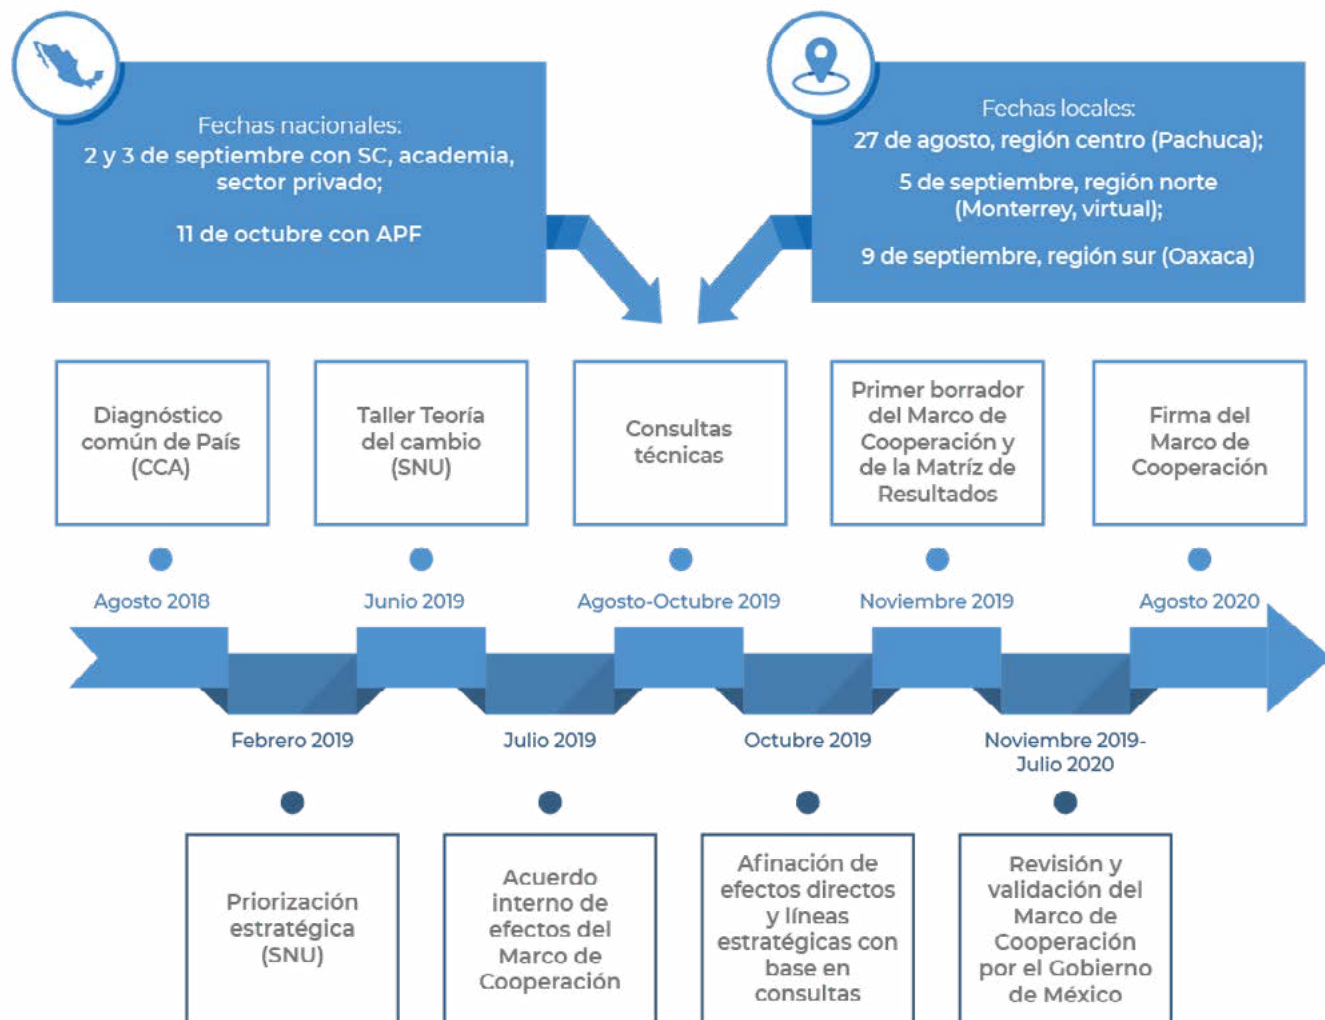 Fechas nacionales:
2 y 3 de septiembre con SC, academia,
sector privado;
11 de octubre con APF
Fechas locales:
27 de agosto, región centro (Pachuca);
5 de septiembre, región norte
(Monterrey, virtual);
9 de septiembre, región sur (Oaxaca)
Diagnóstico
común de País
(CCA)
Taller Teoría
del cambio
(SNU)
Consultas
técnicas
Primer borrador
del Marco de
Cooperación y
de la Matríz de
Resultados
Firma del
Marco de
Cooperación
Agosto 2018
Junio 2019
Agosto-Octubre 2019
Noviembre 2019
Agosto 2020
Febrero 2019
Julio 2019
Octubre 2019
Noviembre 2019-
Julio 2020
Priorización
estratégica
(SNU)
Acuerdo
interno de
efectos del
Marco de
Cooperación
Afinación de
efectos directos
y líneas
estratégicas con
base en
consultas
Revisión y
validación del
Marco de
Cooperación
por el Gobierno
de México